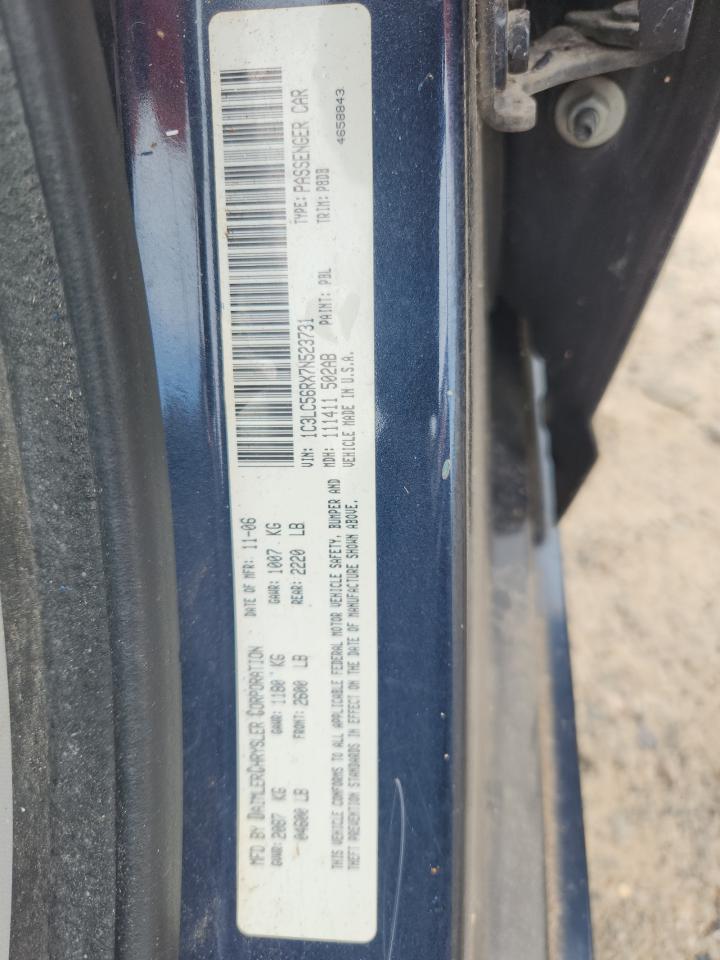 MFD BY DAIMLERCHRYSLER CORPORATION DATE OF MFR: 11-06
GVWR: 2087 KG GAWR: 1180 KG GAWR: 1007 KG
04600 LB FRONT: 2600 LB REAR: 2220 LB
THIS VEHICLE CONFORMS TO ALL APPLICABLE FEDERAL MOTOR VEHICLE SAFETY, BUMPER AND
THEFT PREVENTION STANDARDS IN EFFECT ON THE DATE OF MANUFACTURE SHOWN ABOVE.
VIN: 1C3LC56RX7N523731 TYPE: PASSENGER CAR
MDH: 111411 502AB PAINT: PBL TRIM: P8D8
VEHICLE MADE IN U.S.A. 4658843